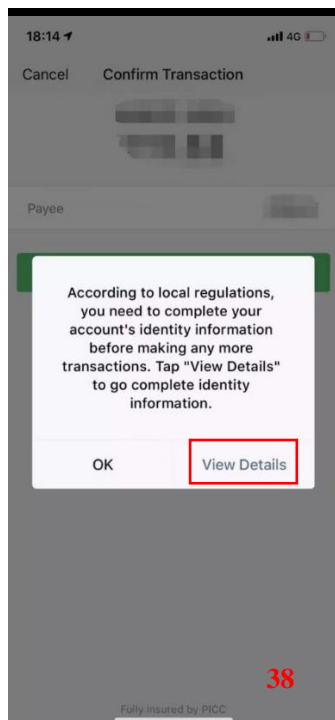 18:14
4G
Cancel
Confirm Transaction
Payee
According to local regulations,
you need to complete your
account's identity information
before making any more
transactions. Tap "View Details"
to go complete identity
information.
OK
View Details
38
Fully insured by PICC